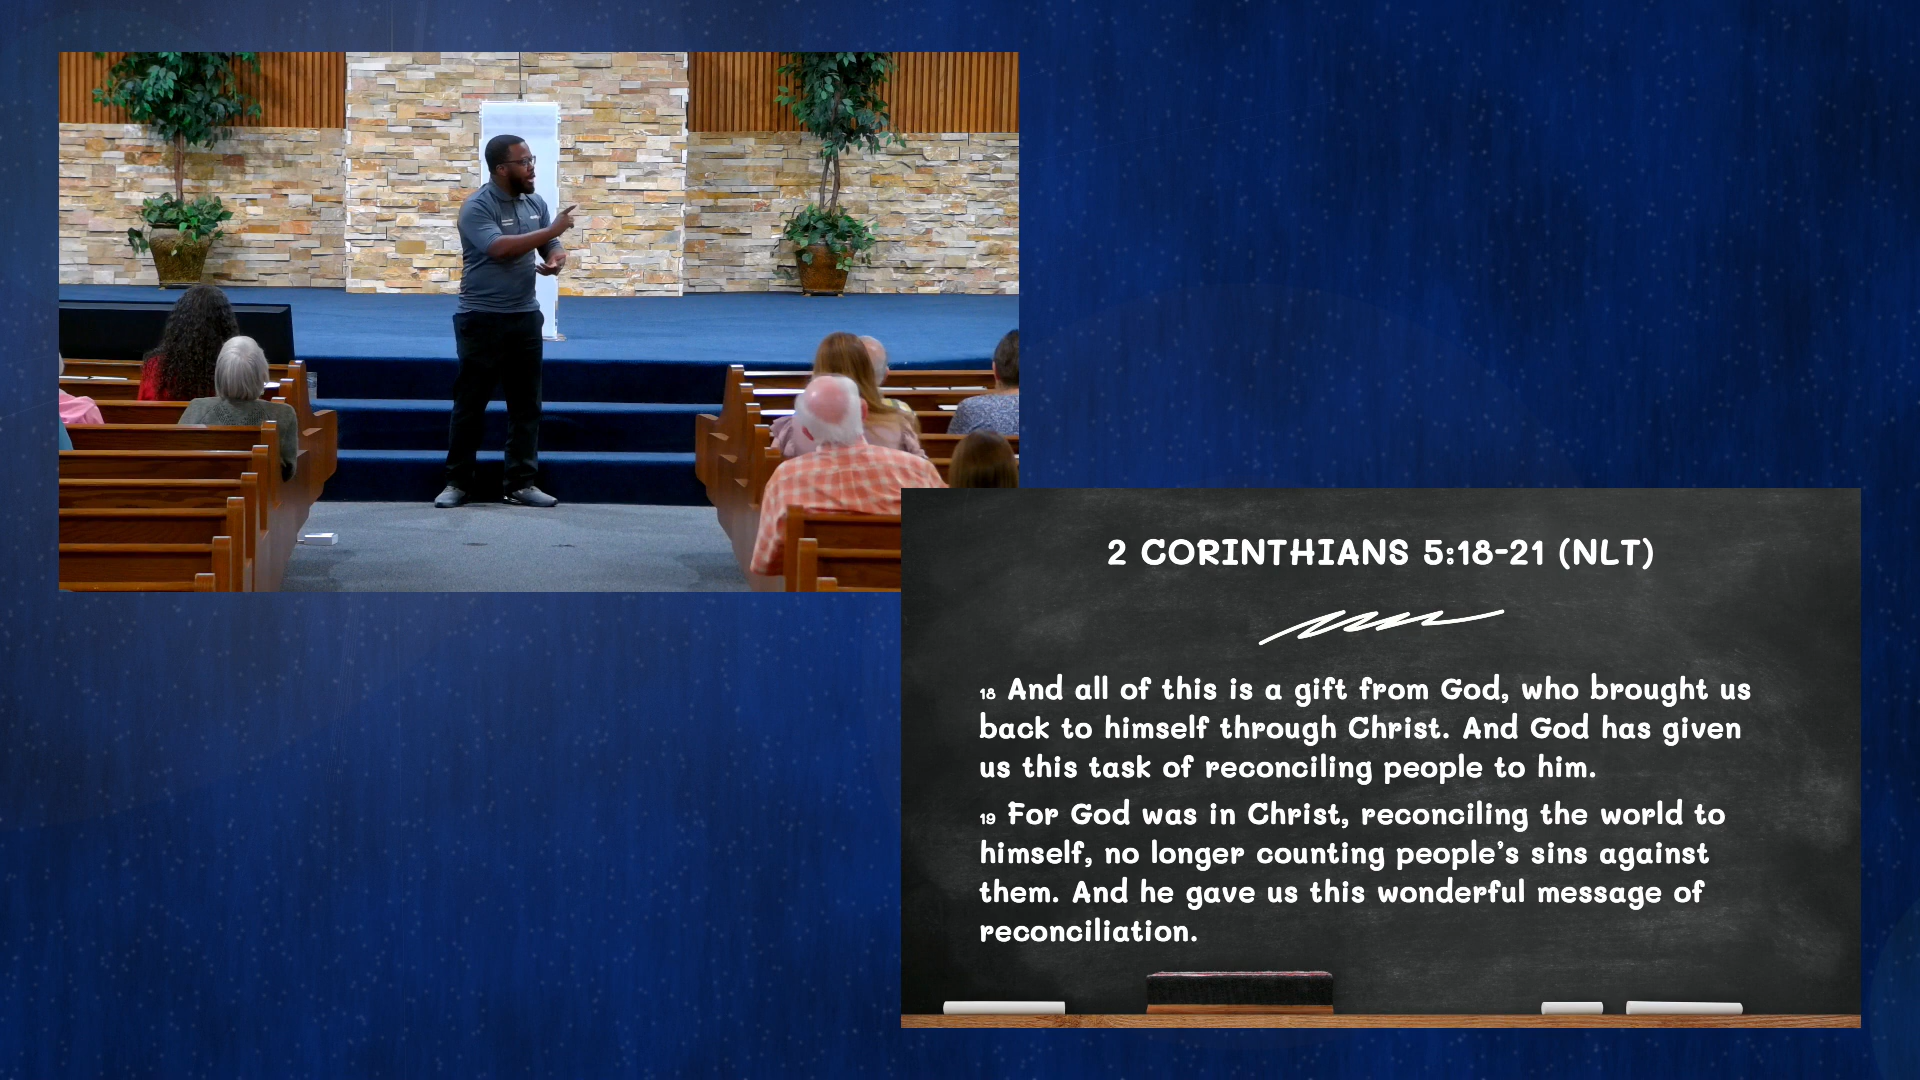 2 CORINTHIANS 5:18-21 (NLT)
18 And all of this is a gift from God, who brought us
back to himself through Christ. And God has given
us this task of reconciling people to him.
19 For God was in Christ, reconciling the world to
himself, no longer counting people's sins against
them. And he gave us this wonderful message of
reconciliation.